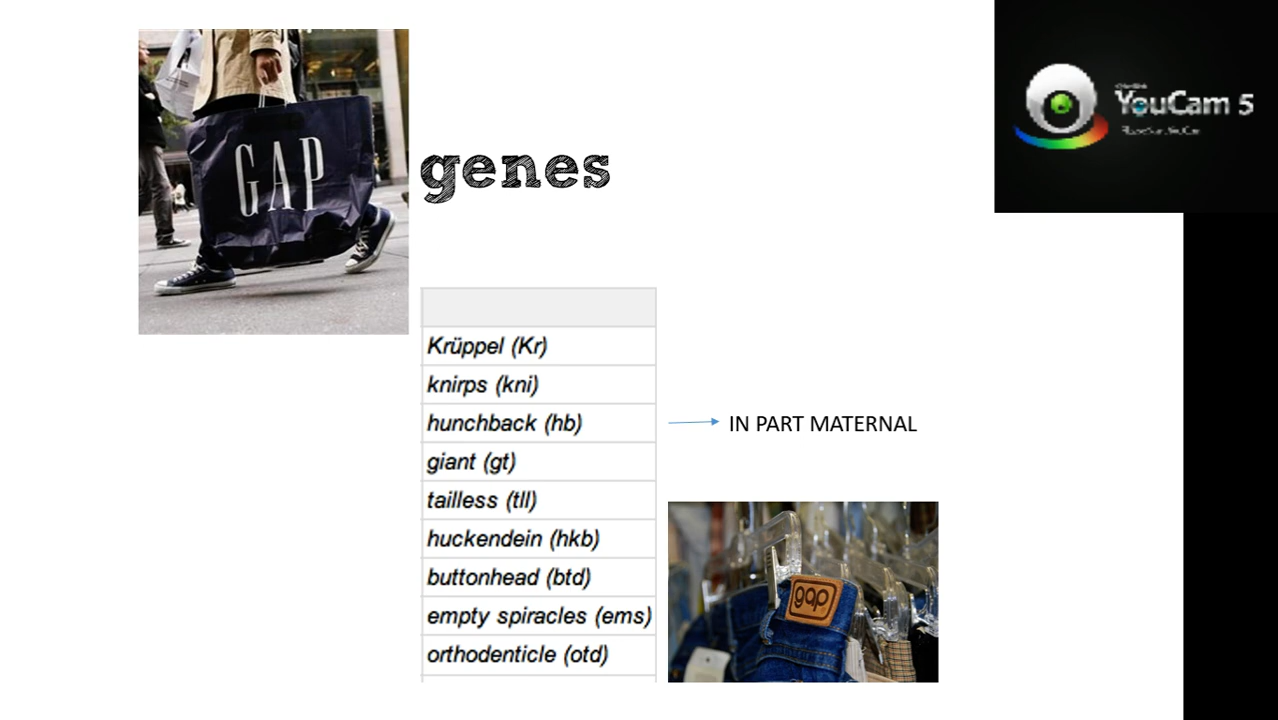 GAP
genes
YouCam 5
Krüppel (Kr)
knirps (kni)
hunchback (hb)
IN PART MATERNAL
giant (gt)
tailless (tll)
huckendein (hkb)
buttonhead (btd)
empty spiracles (ems)
orthodenticle (otd)
gap